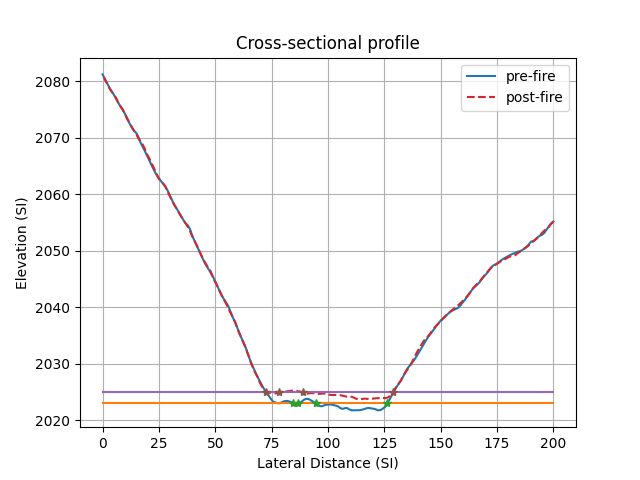 Cross-sectional profile
pre-fire
post-fire
Elevation (SI)
2080
2070
2060
2050
2040
2030
2020
0 25 50 75 100 125 150 175 200
Lateral Distance (SI)